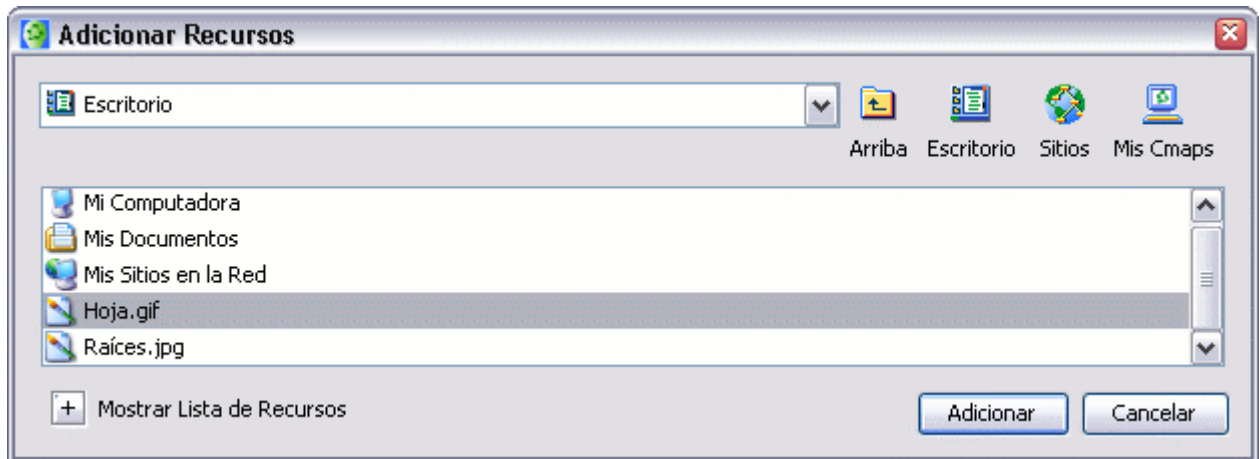 Adicionar Recursos
Escritorio
Arriba Escritorio Sitios Mis Cmaps
Mi Computadora
Mis Documentos
Mis Sitios en la Red
Hoja.gif
Raíces.jpg
+ Mostrar Lista de Recursos Adicionar Cancelar